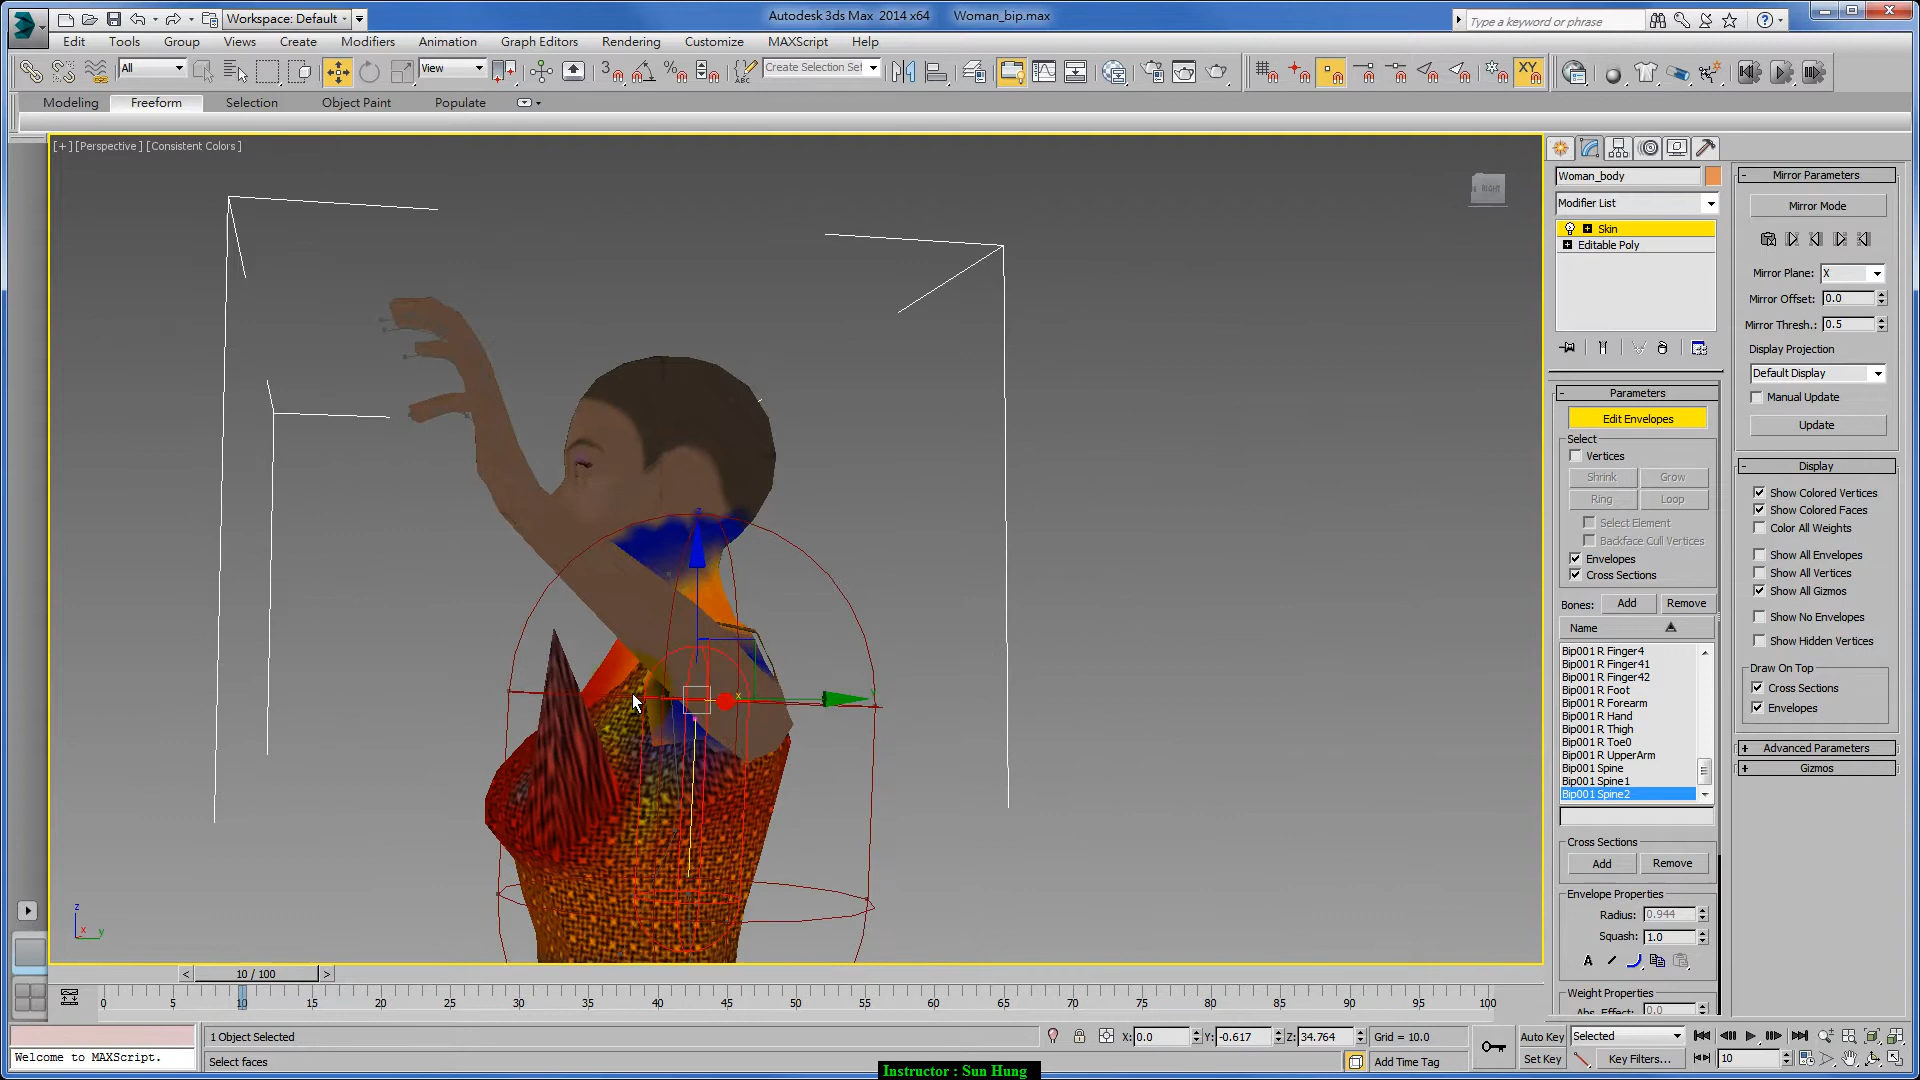 Workspace: Default
Autodesk 3ds Max 2014 x64    Woman_bip.max
Type a keyword or phrase
Edit Tools Group Views Create Modifiers Animation Graph Editors Rendering Customize MAXScript Help
All
View
Create Selection Set
XY
Modeling Freeform Selection Object Paint Populate
[+] [Perspective] [Consistent Colors]
RIGHT
Woman_body
Modifier List
Skin
Editable Poly
Parameters
Edit Envelopes
Select
Vertices
Shrink Grow
Ring Loop
Select Element
Backface Cull Vertices
Envelopes
Cross Sections
Bones: Add Remove
Name
Bip001 R Finger4
Bip001 R Finger41
Bip001 R Finger42
Bip001 R Foot
Bip001 R Forearm
Bip001 R Hand
Bip001 R Thigh
Bip001 R Toe0
Bip001 R UpperArm
Bip001 Spine
Bip001 Spine1
Bip001 Spine2
Cross Sections
Add Remove
Envelope Properties
Radius: 0.944
Squash: 1.0
A
Weight Properties
Abs. Effect: 0.0
Mirror Parameters
Mirror Mode
Mirror Plane: X
Mirror Offset: 0.0
Mirror Thresh.: 0.5
Display Projection
Default Display
Manual Update
Update
Display
Show Colored Vertices
Show Colored Faces
Color All Weights
Show All Envelopes
Show All Vertices
Show All Gizmos
Show No Envelopes
Show Hidden Vertices
Draw On Top
Cross Sections
Envelopes
Advanced Parameters
Gizmos
z
x y
< 10 / 100 >
0 5 10 15 20 25 30 35 40 45 50 55 60 65 70 75 80 85 90 95 100
1 Object Selected
X: 0.0 Y: -0.617 Z: 34.764 Grid = 10.0
Auto Key Selected
Welcome to MAXScript.
Select faces
Add Time Tag
Set Key Key Filters... 10
Instructor : Sun Hung